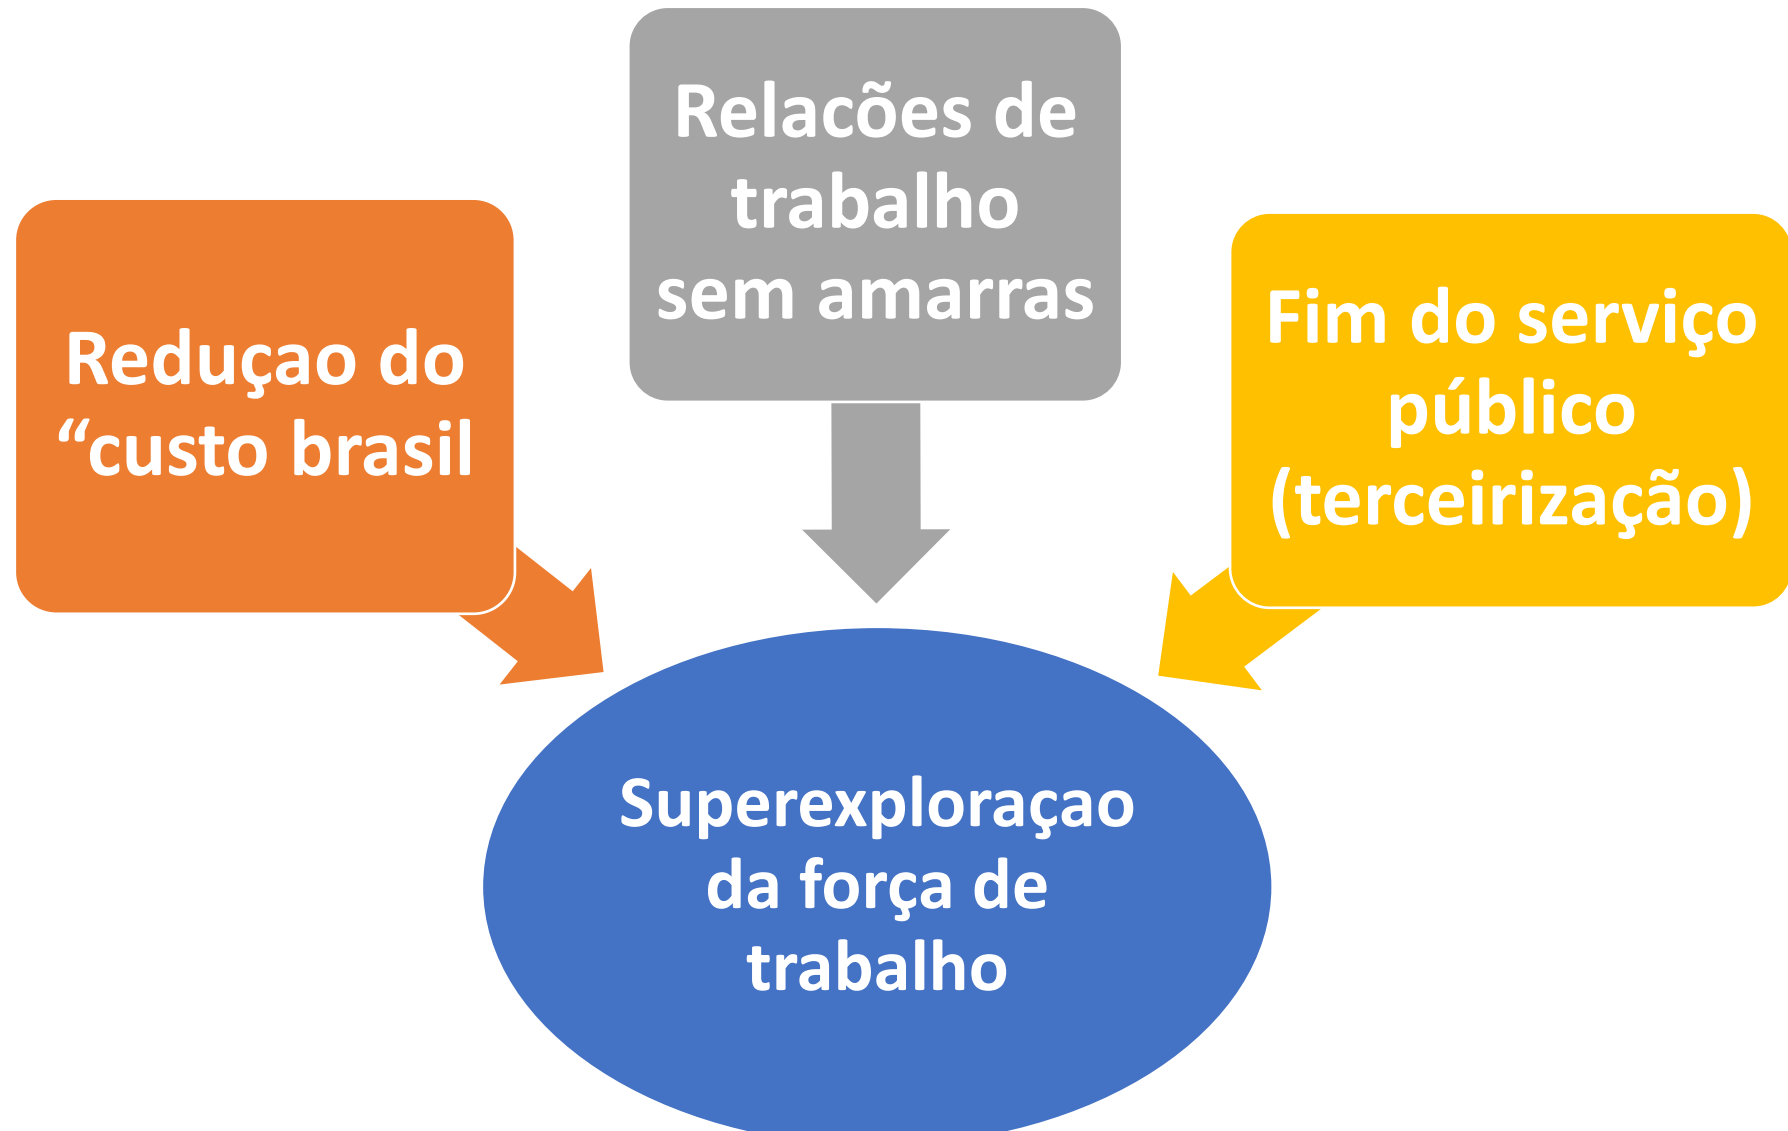 Relacões de
trabalho
sem amarras
Reduçao do
“custo brasil
Fim do serviço
público
(terceirização)
Superexploraçao
da força de
trabalho